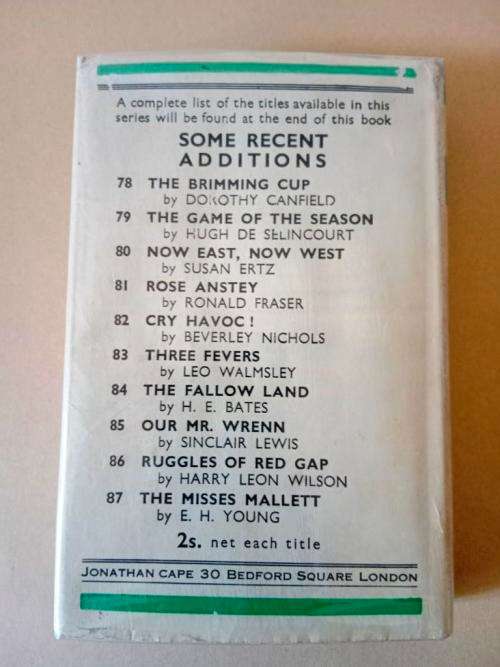 A complete list of the titles available in this
series will be found at the end of this book
SOME RECENT
ADDITIONS
78 THE BRIMMING CUP
by DOROTHY CANFIELD
79 THE GAME OF THE SEASON
by HUGH DE SELINCOURT
80 NOW EAST, NOW WEST
by SUSAN ERTZ
81 ROSE ANSTEY
by RONALD FRASER
82 CRY HAVOC!
by BEVERLEY NICHOLS
83 THREE FEVERS
by LEO WALMSLEY
84 THE FALLOW LAND
by H. E. BATES
85 OUR MR. WRENN
by SINCLAIR LEWIS
86 RUGGLES OF RED GAP
by HARRY LEON WILSON
87 THE MISSES MALLETT
by E. H. YOUNG
2s. net each title
JONATHAN CAPE 30 BEDFORD SQUARE LONDON